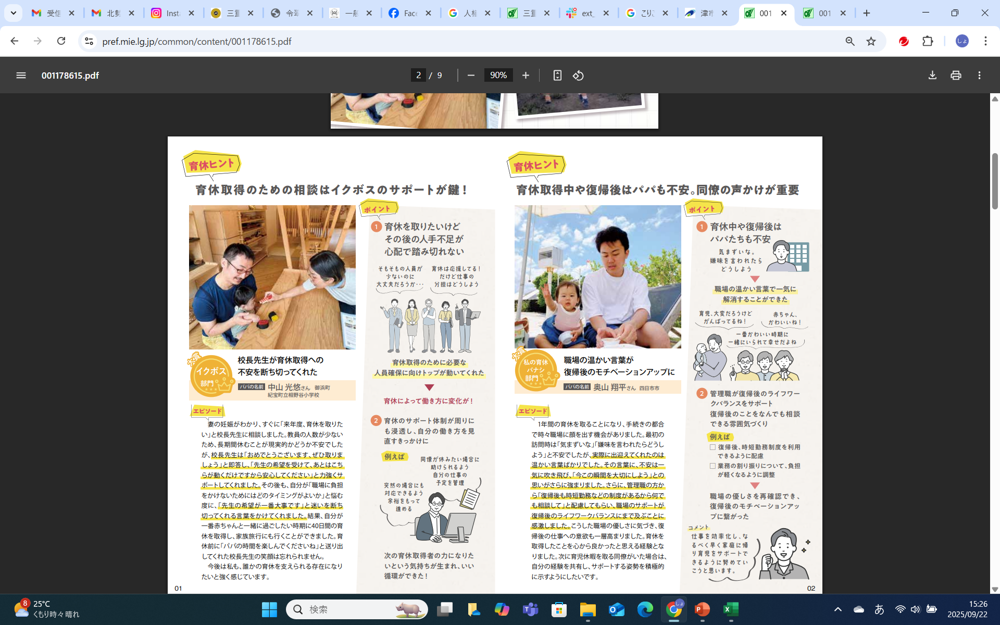 受信
北勢
Inst
三重
令翠
一般
Face
人権
三重
ext_
こりこ
津市
001
001
pref.mie.lg.jp/common/content/001178615.pdf
しょ
001178615.pdf
2 / 9
90%
育休ヒント
育休取得のための相談はイクボスのサポートが鍵！
ポイント
1 育休を取りたいけど
その後の人手不足が
心配で踏み切れない
そもそもの人員が
少ないのに
大丈夫だろうか・・・
育休は応援してる！
だけど仕事の
分担はどうしよう
育休取得のために必要な
人員確保に向けトップが動いてくれた
育休によって働き方に変化が！
2 育休のサポート体制が周りに
も浸透し、自分の働き方を見
直すきっかけに
例えば
同僚が休みたい場合に
助けられるよう
自分の仕事の
予定を管理
突然の場合にも
対応できるよう
余裕をもって
進める
次の育休取得者の力になりた
いという気持ちが生まれ、いい
循環ができた！
大賞
イクボス
部門
校長先生が育休取得への
不安を断ち切ってくれた
パパの名前 中山 光悠さん 御浜町
紀宝町立相野谷小学校
エピソード
妻の妊娠がわかり、すぐに「来年度、育休を取りた
い」と校長先生に相談しました。教員の人数が少ない
ため、長期間休むことが現実的かどうか不安でした
が、校長先生は「おめでとうございます、ぜひ取りま
しょう」と即答し、「先生の希望を受けて、あとはこち
らが動くだけですから安心してください」と力強くサ
ポートしてくれました。その後も、自分が「職場に負担
をかけないためにはどのタイミングがよいか」と悩む
度に、「先生の希望が一番大事です」と迷いを断ち
切ってくれる言葉をかけてくれました。結果、自分が
一番赤ちゃんと一緒に過ごしたい時期に40日間の育
休を取得し、家族旅行にも行くことができました。育
休前に「パパの時間を楽しんでくださいね」と送り出
してくれた校長先生の笑顔は忘れられません。
今後は私も、誰かの育休を支えられる存在になり
たいと強く感じています。
01
育休ヒント
育休取得中や復帰後はパパも不安。同僚の声かけが重要
ポイント
1 育休中や復帰後は
パパたちも不安
気まずいな。
嫌味を言われたら
どうしよう
職場の温かい言葉で一気に
解消することができた
育児、大変だろうけど
がんばってるね！
赤ちゃん、
かわいいね！
一番かわいい時期に
一緒にいられて幸せだよね
2 管理職が復帰後のライフワー
クバランスをサポート
復帰後のことをなんでも相談
できる雰囲気づくり
例えば
復帰後、時短勤務制度を利用
できるように配慮
業務の割り振りについて、負担
が軽くなるように調整
職場の優しさを再確認でき、
復帰後のモチベーションアッ
プに繋がった
コメント
仕事を効率化し、な
るべく早く家庭に帰
り育児をサポートで
きるように努めてい
こうと思います。
大賞
私の育休
バナシ
部門
職場の温かい言葉が
復帰後のモチベーションアップに
パパの名前 奥山 翔平さん 四日市市
エピソード
1年間の育休を取ることになり、手続きの都合
で時々職場に顔を出す機会がありました。最初の
訪問時は「気まずいな」「嫌味を言われたらどうし
よう」と不安でしたが、実際に出迎えてくれたのは
温かい言葉ばかりでした。その言葉に、不安は一
気に吹き飛び、「今この瞬間を大切にしよう」との
思いがさらに強まりました。さらに、管理職の方か
ら「復帰後も時短勤務などの制度があるから何で
も相談して」と配慮してもらい、職場のサポートが
復帰後のライフワークバランスにまで及ぶことに
感激しました。こうした職場の優しさに気づき、復
帰後の仕事への意欲も一層高まりました。育休を
取得したことを心から良かったと思える経験とな
りました。次に育児休暇を取る同僚がいた場合は、
自分の経験を共有し、サポートする姿勢を積極的
に示すようにしたいです。
02
8
25°C
くもり時々晴れ
検索
しょ
あ
15:26
2025/09/22